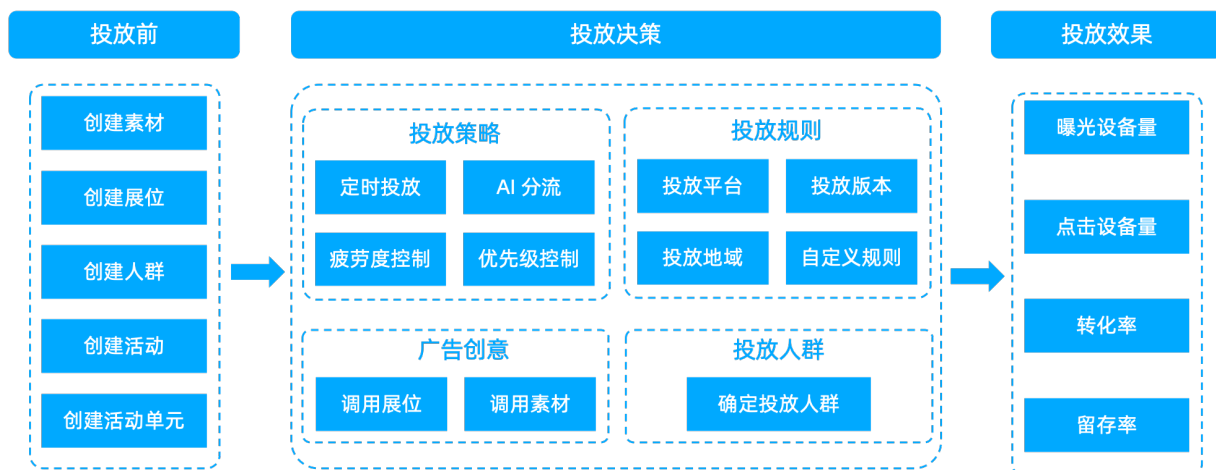 投放前
投放决策
投放效果
创建素材
创建展位
创建人群
创建活动
创建活动单元
投放策略
定时投放
AI 分流
疲劳度控制
优先级控制
投放规则
投放平台
投放版本
投放地域
自定义规则
广告创意
调用展位
调用素材
投放人群
确定投放人群
曝光设备量
点击设备量
转化率
留存率